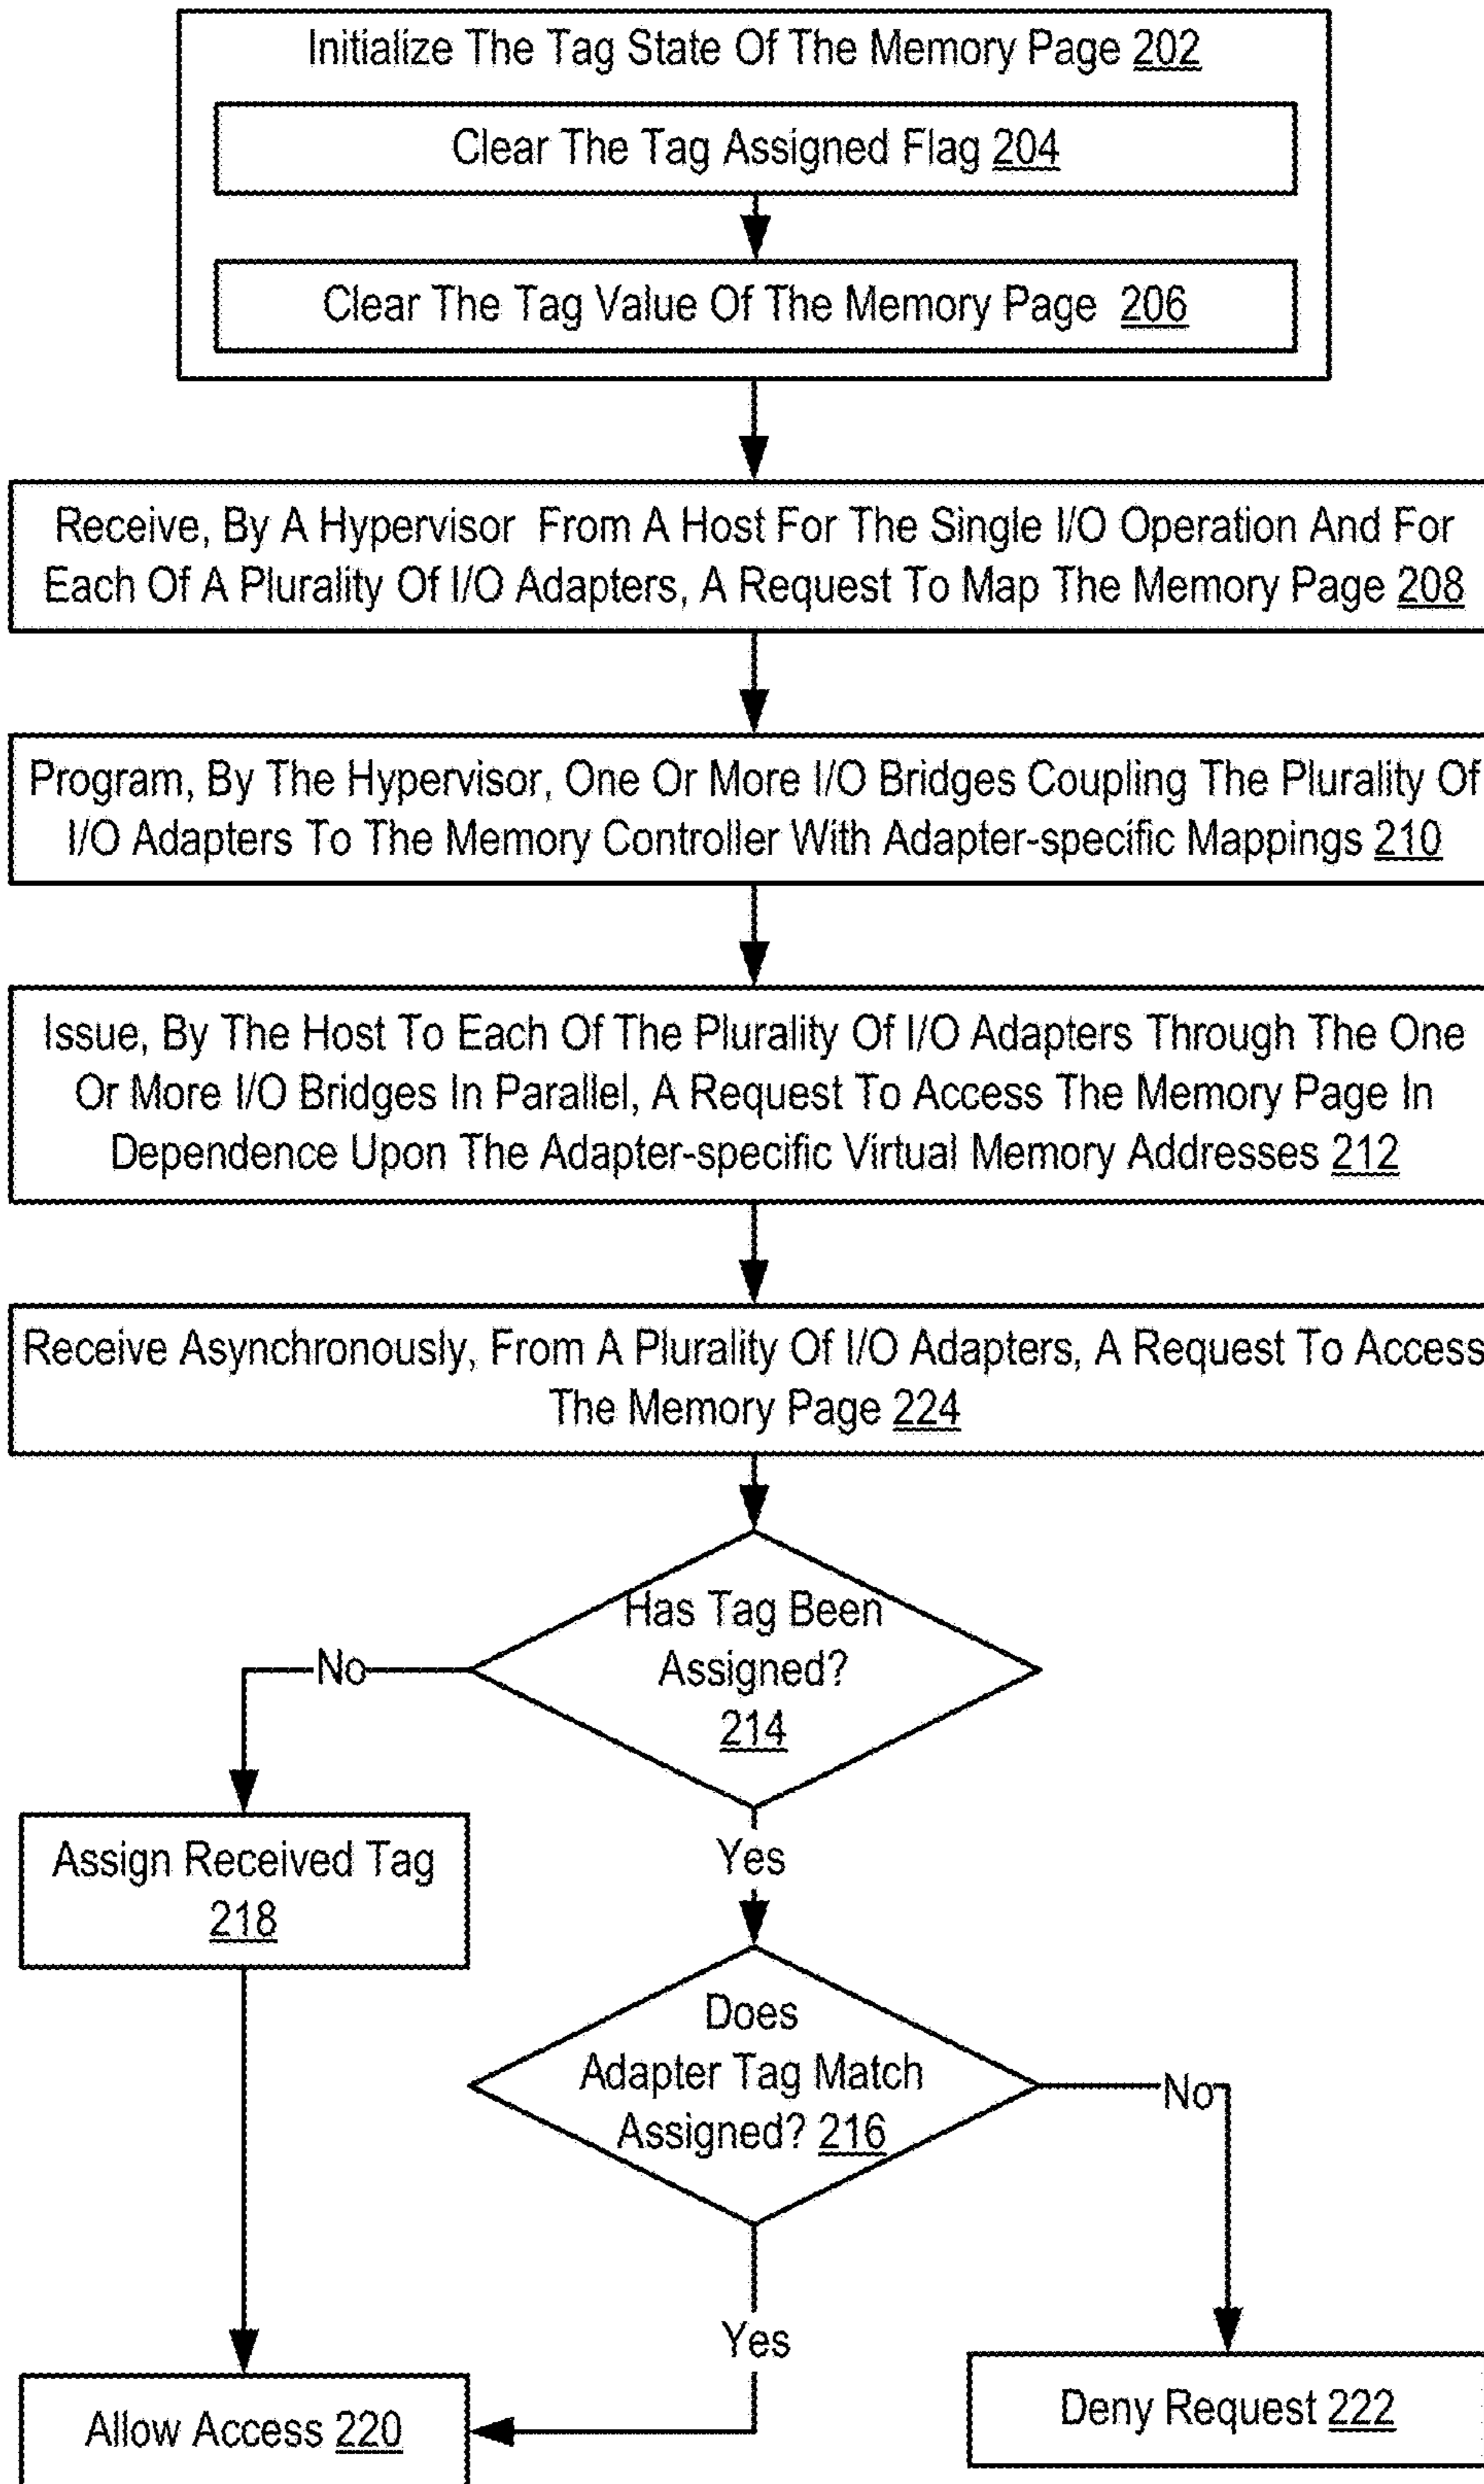 Initialize The Tag State Of The Memory Page 202
Clear The Tag Assigned Flag 204
Clear The Tag Value Of The Memory Page 206
Receive, By A Hypervisor From A Host For The Single I/O Operation And For
Each Of A Plurality Of I/O Adapters, A Request To Map The Memory Page 208
Program, By The Hypervisor, One Or More I/O Bridges Coupling The Plurality Of
I/O Adapters To The Memory Controller With Adapter-specific Mappings 210
Issue, By The Host To Each Of The Plurality Of I/O Adapters Through The One
Or More I/O Bridges In Parallel, A Request To Access The Memory Page In
Dependence Upon The Adapter-specific Virtual Memory Addresses 212
Receive Asynchronously, From A Plurality Of I/O Adapters, A Request To Access
The Memory Page 224
Has Tag Been
Assigned?
214
No
Yes
Assign Received Tag
218
Does
Adapter Tag Match
Assigned? 216
No
Yes
Allow Access 220
Deny Request 222